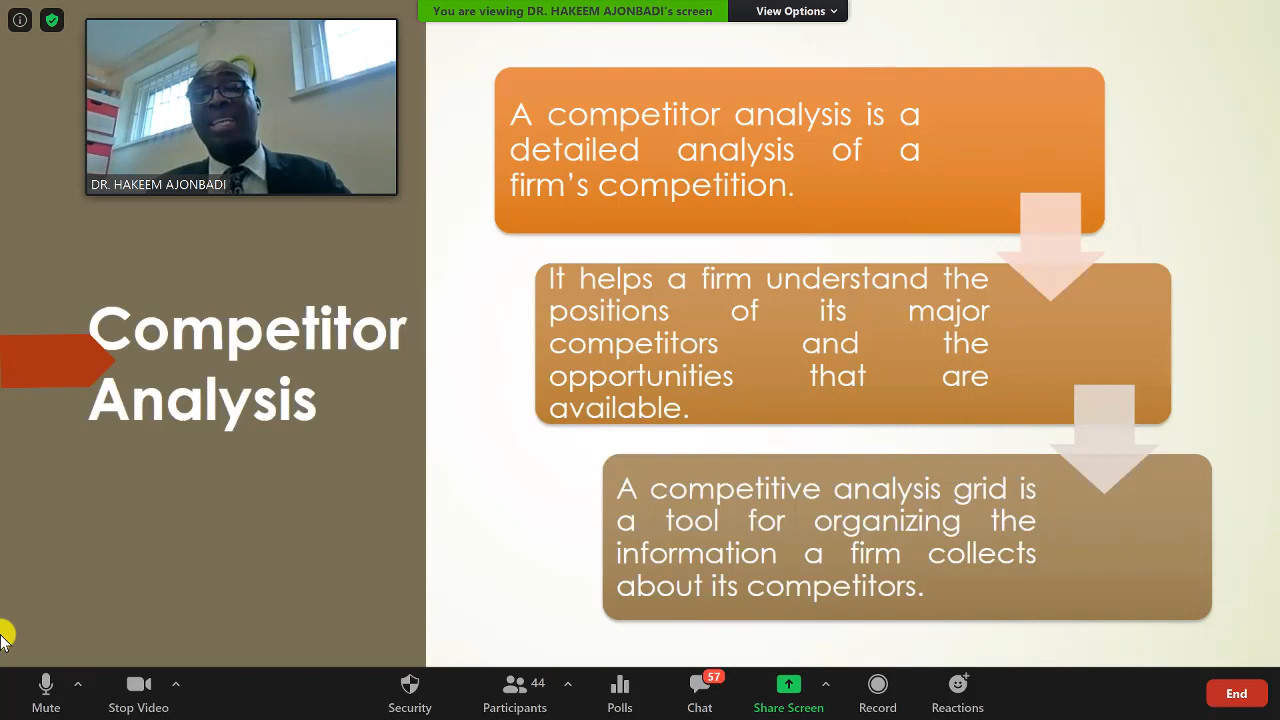 You are viewing DR. HAKEEM AJONBADI's screen
View Options
DR. HAKEEM AJONBADI
Competitor
Analysis
A competitor analysis is a
detailed analysis of a
firm’s competition.
It helps a firm understand the
positions of its major
competitors and the
opportunities that are
available.
A competitive analysis grid is
a tool for organizing the
information a firm collects
about its competitors.
Mute
Stop Video
Security
44
Participants
Polls
57
Chat
Share Screen
Record
Reactions
End